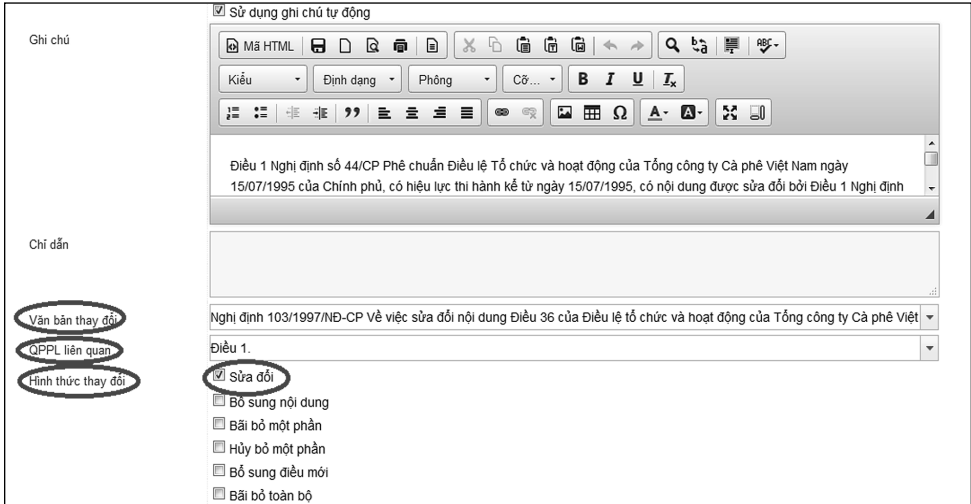 Sử dụng ghi chú tự động
Ghi chú
Mã HTML
Kiểu
Định dạng
Phông
Cỡ...
B I U Ix
Điều 1 Nghị định số 44/CP Phê chuẩn Điều lệ Tổ chức và hoạt động của Tổng công ty Cà phê Việt Nam ngày
15/07/1995 của Chính phủ, có hiệu lực thi hành kể từ ngày 15/07/1995, có nội dung được sửa đổi bởi Điều 1 Nghị định
Chỉ dẫn
Văn bản thay đổi
Nghị định 103/1997/NĐ-CP Về việc sửa đổi nội dung Điều 36 của Điều lệ tổ chức và hoạt động của Tổng công ty Cà phê Việt
QPPL liên quan
Điều 1.
Hình thức thay đổi
Sửa đổi
Bổ sung nội dung
Bãi bỏ một phần
Hủy bỏ một phần
Bổ sung điều mới
Bãi bỏ toàn bộ